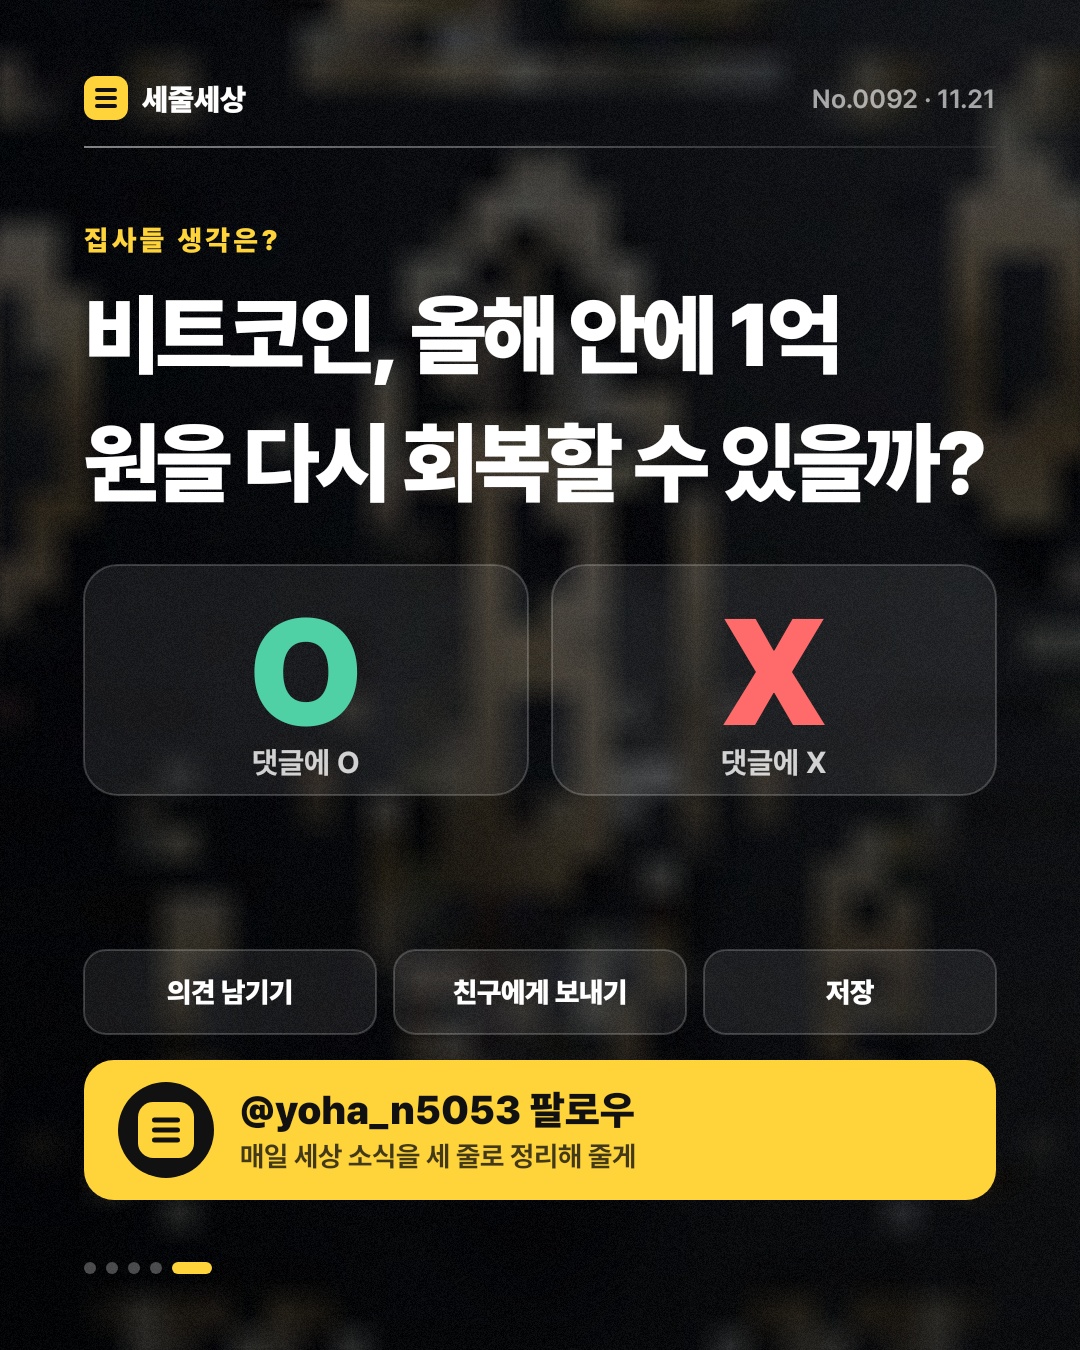 세줄세상
No.0092 · 11.21
집사들 생각은?
비트코인, 올해 안에 1억
원을 다시 회복할 수 있을까?
O
X
댓글에 O
댓글에 X
의견 남기기
친구에게 보내기
저장
@yoha_n5053 팔로우
매일 세상 소식을 세 줄로 정리해 줄게